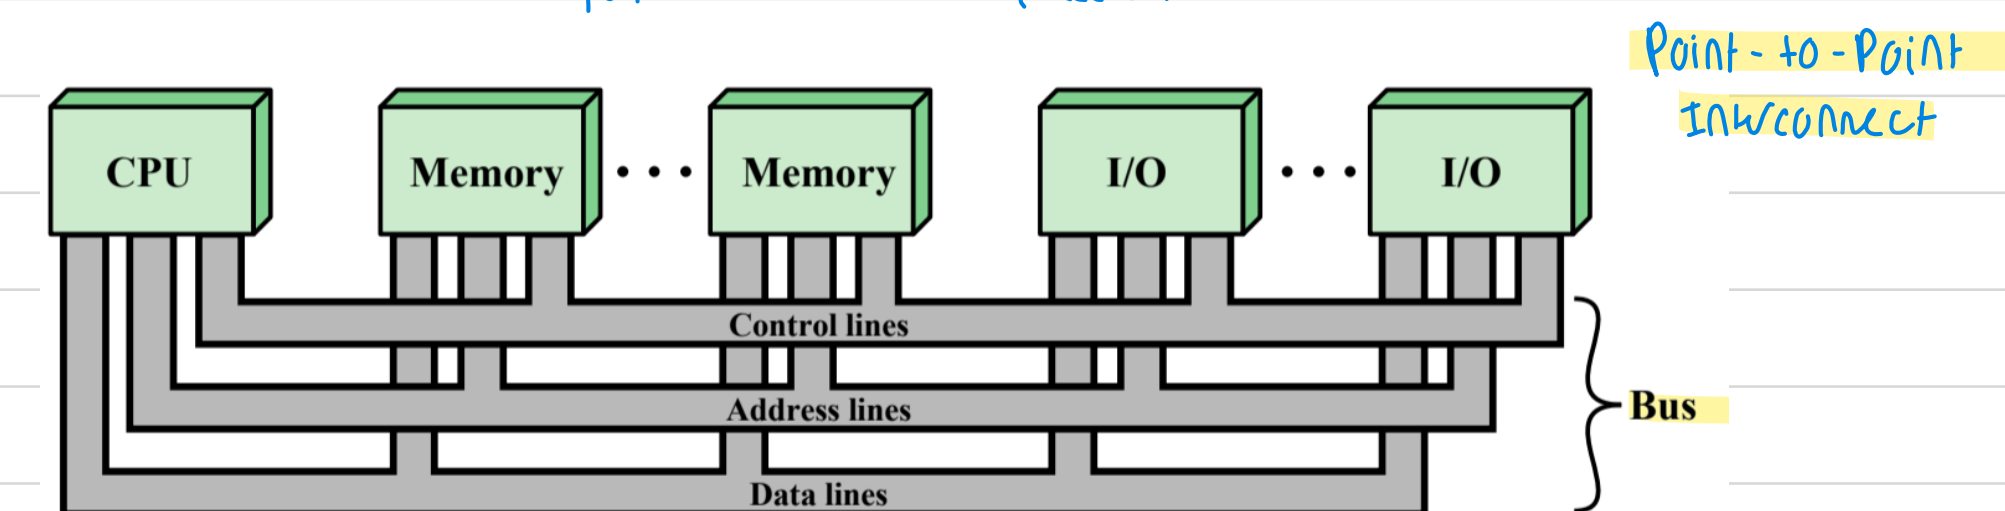 Point-to-Point
Interconnect
CPU
Memory
Memory
I/O
I/O
Control lines
Address lines
Bus
Data lines